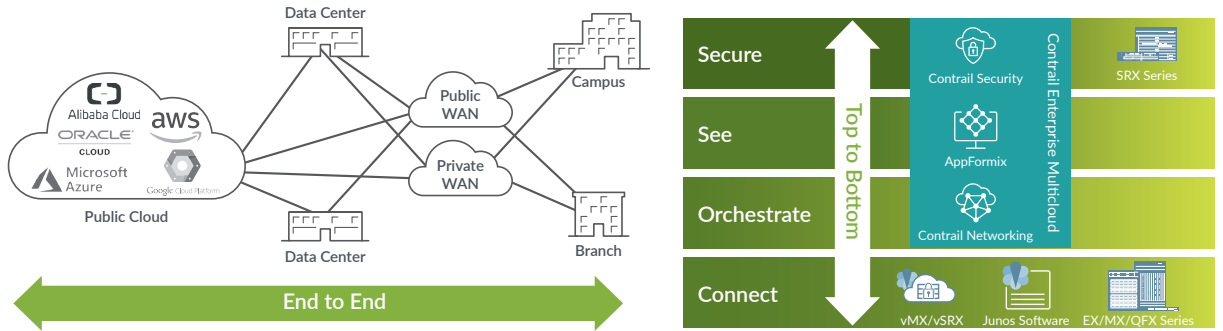 Data Center
Campus
Alibaba Cloud
ORACLE
CLOUD
aws
Microsoft
Azure
Google Cloud Platform
Public Cloud
Public
WAN
Private
WAN
Data Center
Branch
End to End
Secure
See
Orchestrate
Connect
Top to Bottom
Contrail Security
AppFormix
Contrail Networking
Contrail Enterprise Multicloud
SRX Series
vMX/vSRX
Junos Software
EX/MX/QFX Series